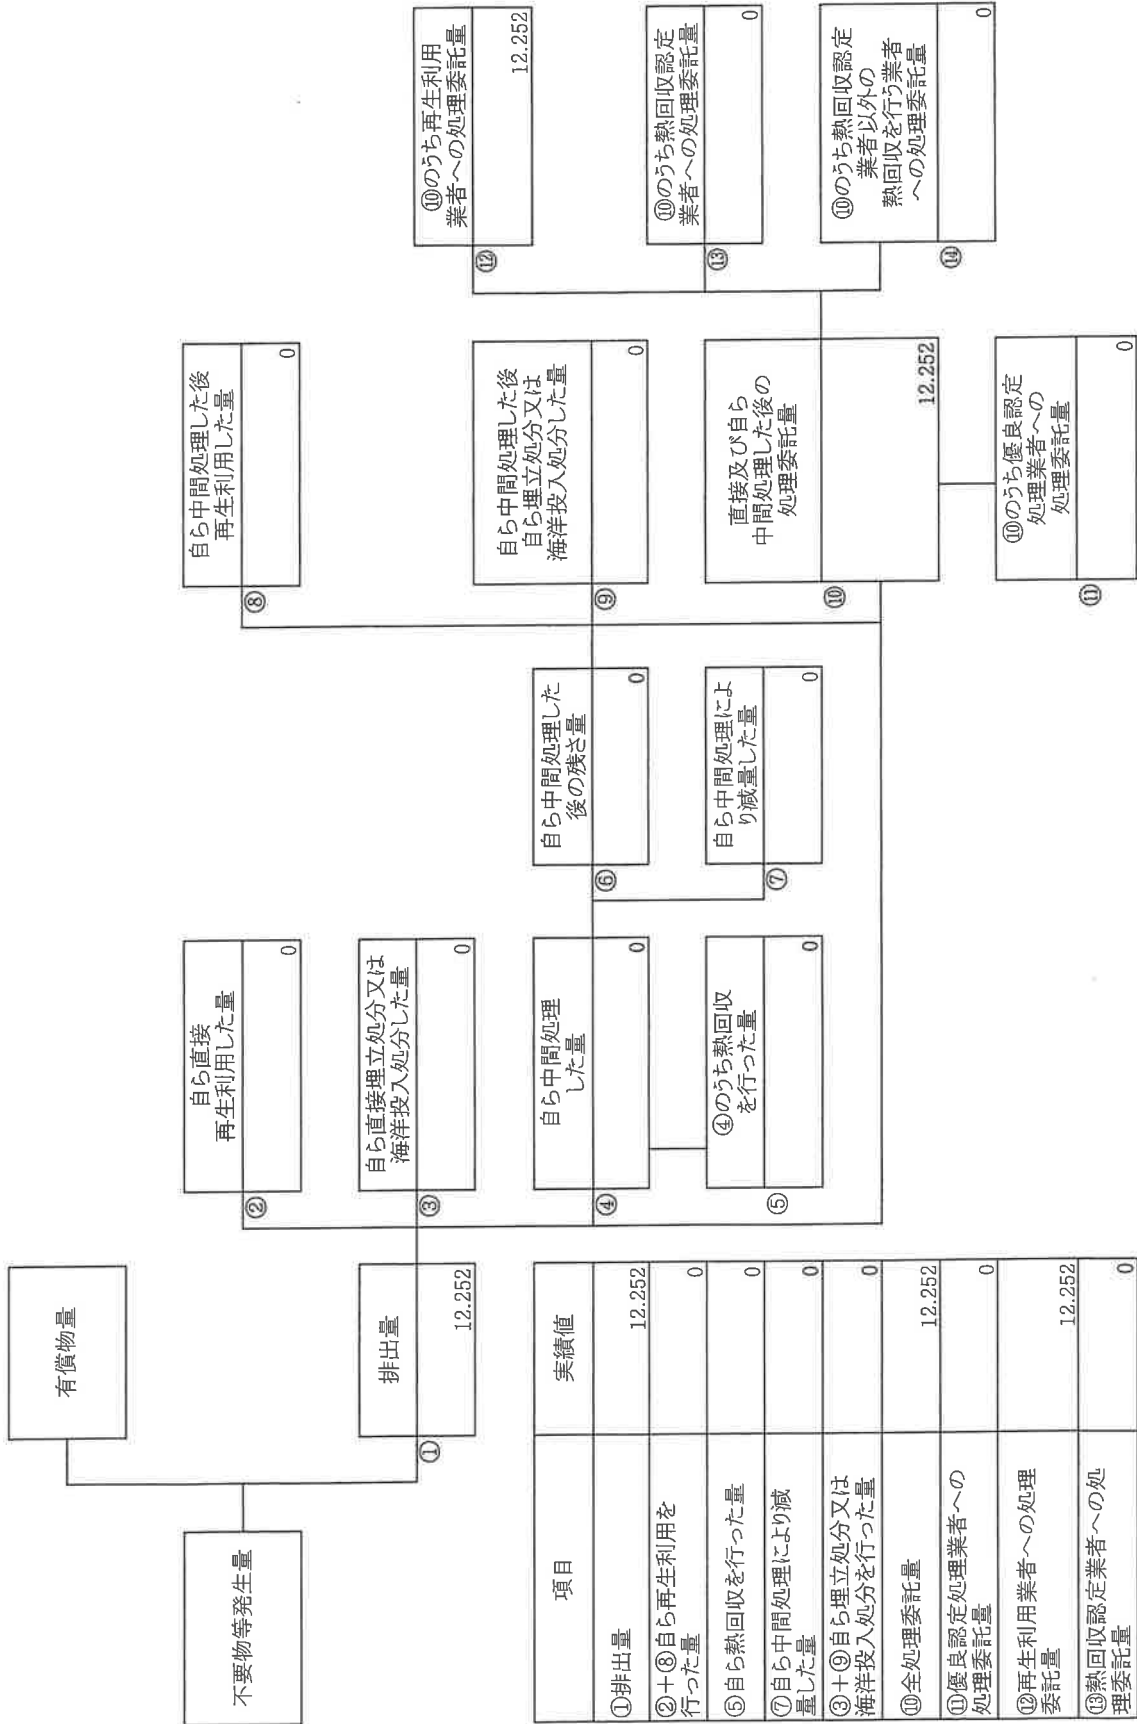 不要物等発生量
有償物量
①
排出量
12.252
②
自ら直接
再生利用した量
0
③
自ら直接埋立処分又は
海洋投入処分した量
0
④
自ら中間処理
した量
0
⑤
④のうち熱回収
を行った量
0
⑥
自ら中間処理した
後の残さ量
0
⑦
自ら中間処理によ
り減量した量
0
⑧
自ら中間処理した後
再生利用した量
0
⑨
自ら中間処理した後
自ら埋立処分又は
海洋投入処分した量
0
⑩
直接及び自ら
中間処理した後の
処理委託量
12.252
⑪
⑩のうち優良認定
処理業者への
処理委託量
0
⑫
⑩のうち再生利用
業者への処理委託量
12.252
⑬
⑩のうち熱回収認定
業者への処理委託量
0
⑭
⑩のうち熱回収認定
業者以外の
熱回収を行う業者
への処理委託量
0
項目 実績値
①排出量 12.252
②+⑧自ら再生利用を
行った量 0
⑤自ら熱回収を行った量 0
⑦自ら中間処理により減
量した量 0
③+⑨自ら埋立処分又は
海洋投入処分を行った量 0
⑩全処理委託量 12.252
⑪優良認定処理業者への
処理委託量 0
⑫再生利用業者への処理
委託量 12.252
⑬熱回収認定業者への処
理委託量 0